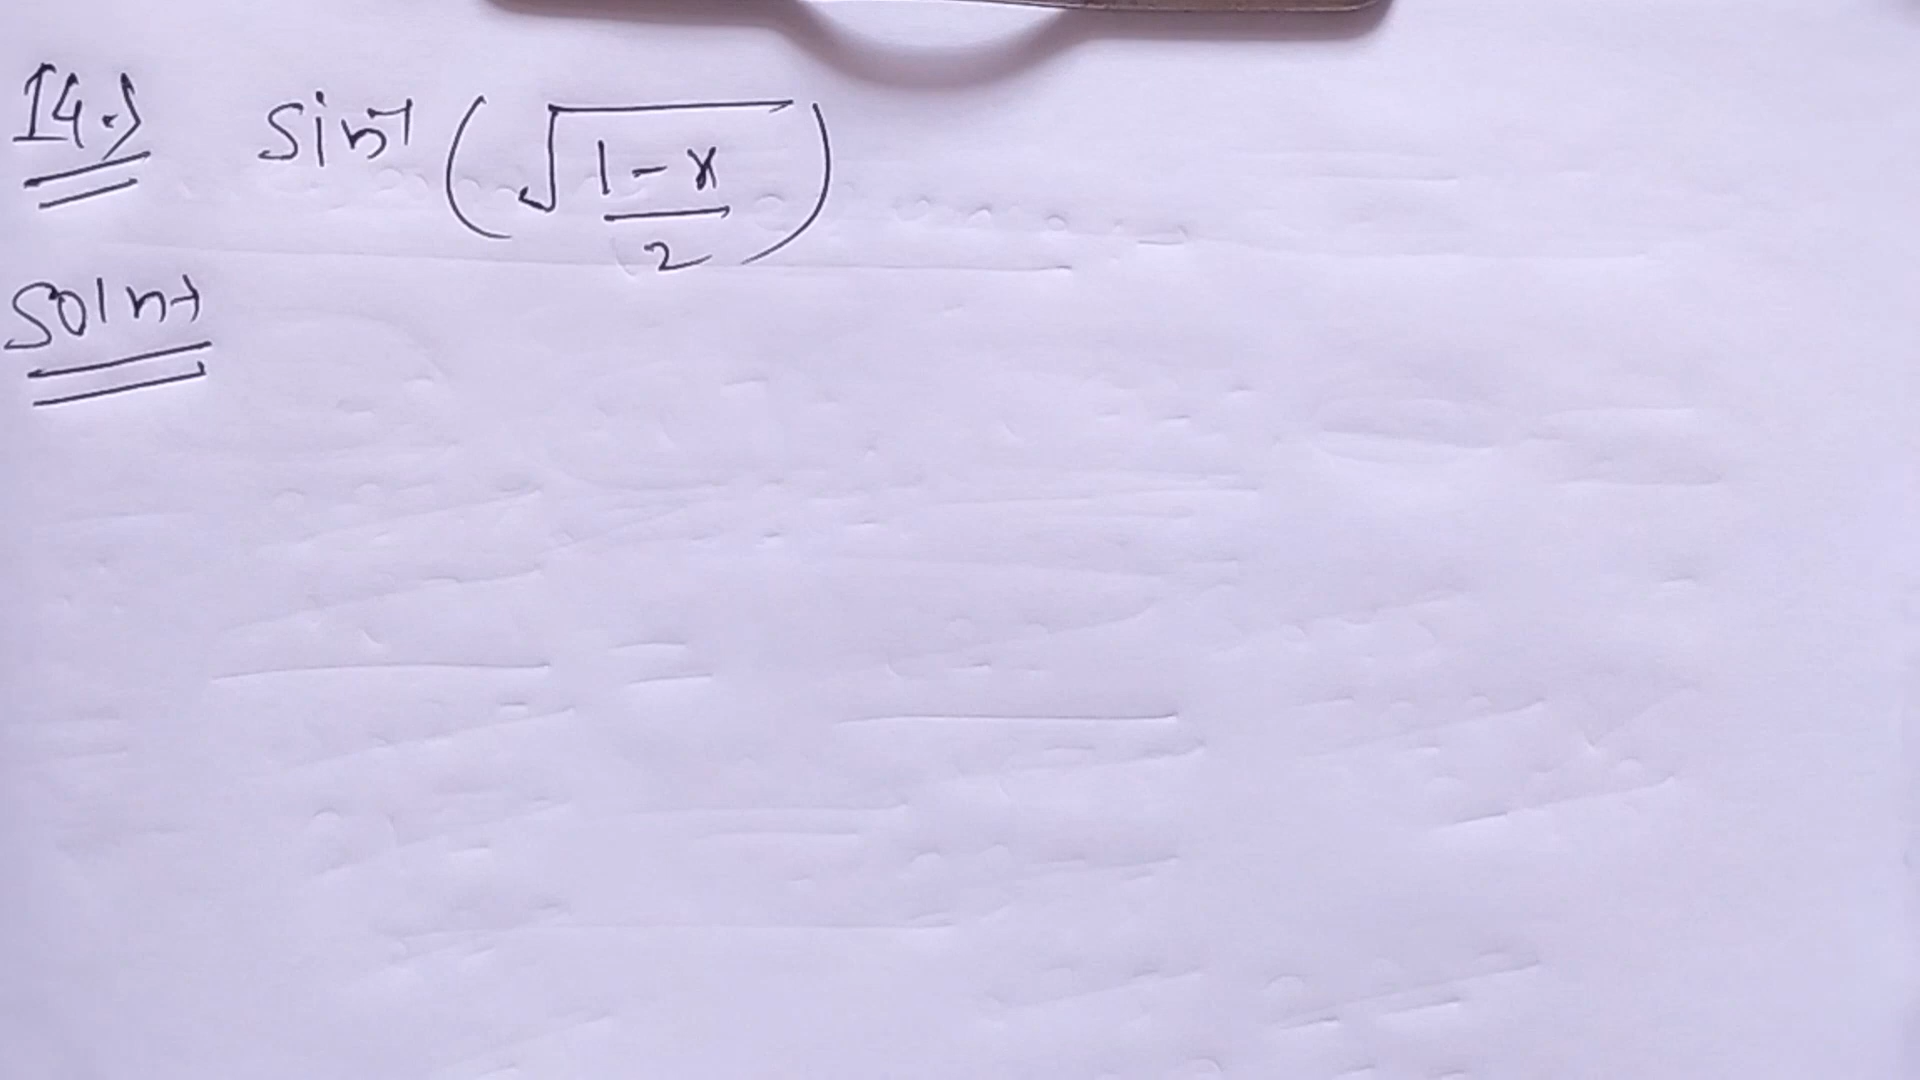 14.) sin⁻¹ (√(1-x)/2)
Soln→